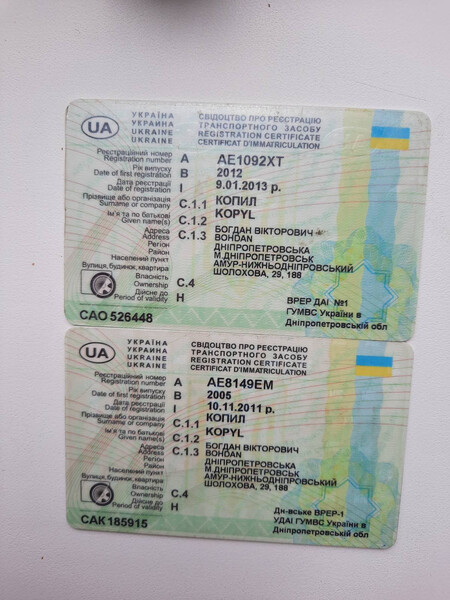 UA
УКРАЇНА
УКРАИНА
UKRAINE
UKRAINE
СВІДОЦТВО ПРО РЕЄСТРАЦІЮ
ТРАНСПОРТНОГО ЗАСОБУ
REGISTRATION CERTIFICATE
CERTIFICAT D'IMMATRICULATION
Реєстраційний номер
Registration number A AE1092XT
Рік випуску B 2012
Date of first registration
Дата реєстрації I 9.01.2013 р.
Прізвище або організація C.1.1 КОПИЛ
Surname or company KOPYL
Ім'я та по батькові C.1.2 БОГДАН ВІКТОРОВИЧ
Given name(s) BOHDAN
Адреса C.1.3 ДНІПРОПЕТРОВСЬКА
Address М.ДНІПРОПЕТРОВСЬК
Регіон АМУР-НИЖНЬОДНІПРОВСЬКИЙ
Район ШОЛОХОВА, 29, 188
Населений пункт
Вулиця, будинок, квартира
Власність C.4
Ownership
Дійсне до H
Period of validity
ВРЕР ДАІ №1
ГУМВС України в
Дніпропетровській обл
САО 526448
UA
УКРАЇНА
УКРАИНА
UKRAINE
UKRAINE
СВІДОЦТВО ПРО РЕЄСТРАЦІЮ
ТРАНСПОРТНОГО ЗАСОБУ
REGISTRATION CERTIFICATE
CERTIFICAT D'IMMATRICULATION
Реєстраційний номер
Registration number A AE8149EM
Рік випуску B 2005
Date of first registration
Дата реєстрації I 10.11.2011 р.
Прізвище або організація C.1.1 КОПИЛ
Surname or company KOPYL
Ім'я та по батькові C.1.2 БОГДАН ВІКТОРОВИЧ
Given name(s) BOHDAN
Адреса C.1.3 ДНІПРОПЕТРОВСЬКА
Address М.ДНІПРОПЕТРОВСЬК
Регіон АМУР-НИЖНЬОДНІПРОВСЬКИЙ
Район ШОЛОХОВА, 29, 188
Населений пункт
Вулиця, будинок, квартира
Власність C.4
Ownership
Дійсне до H
Period of validity
Дн-вське ВРЕР-1
УДАІ ГУМВС України в
Дніпропетровській обл
САК 185915